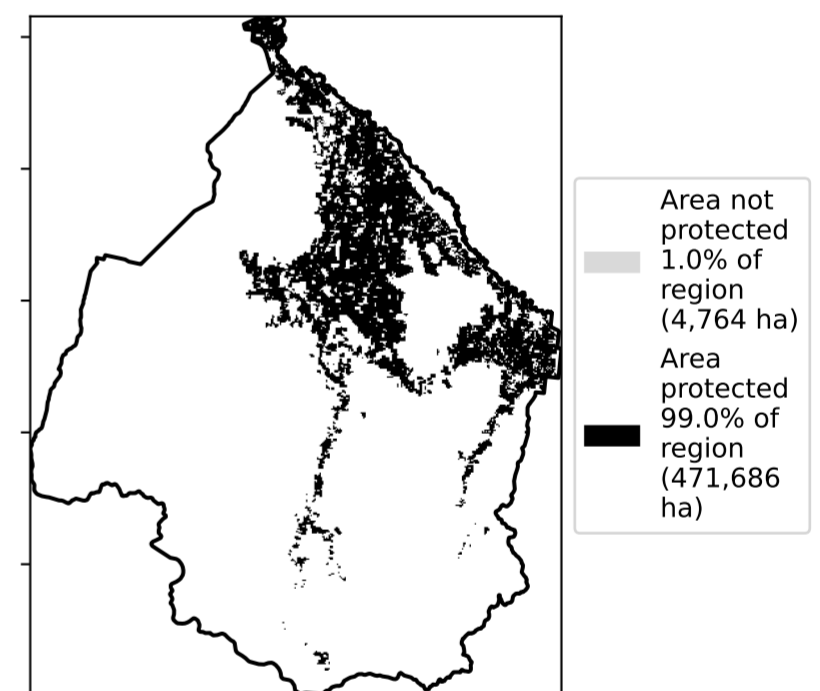 Area not
protected
1.0% of
region
(4,764 ha)
Area
protected
99.0% of
region
(471,686
ha)